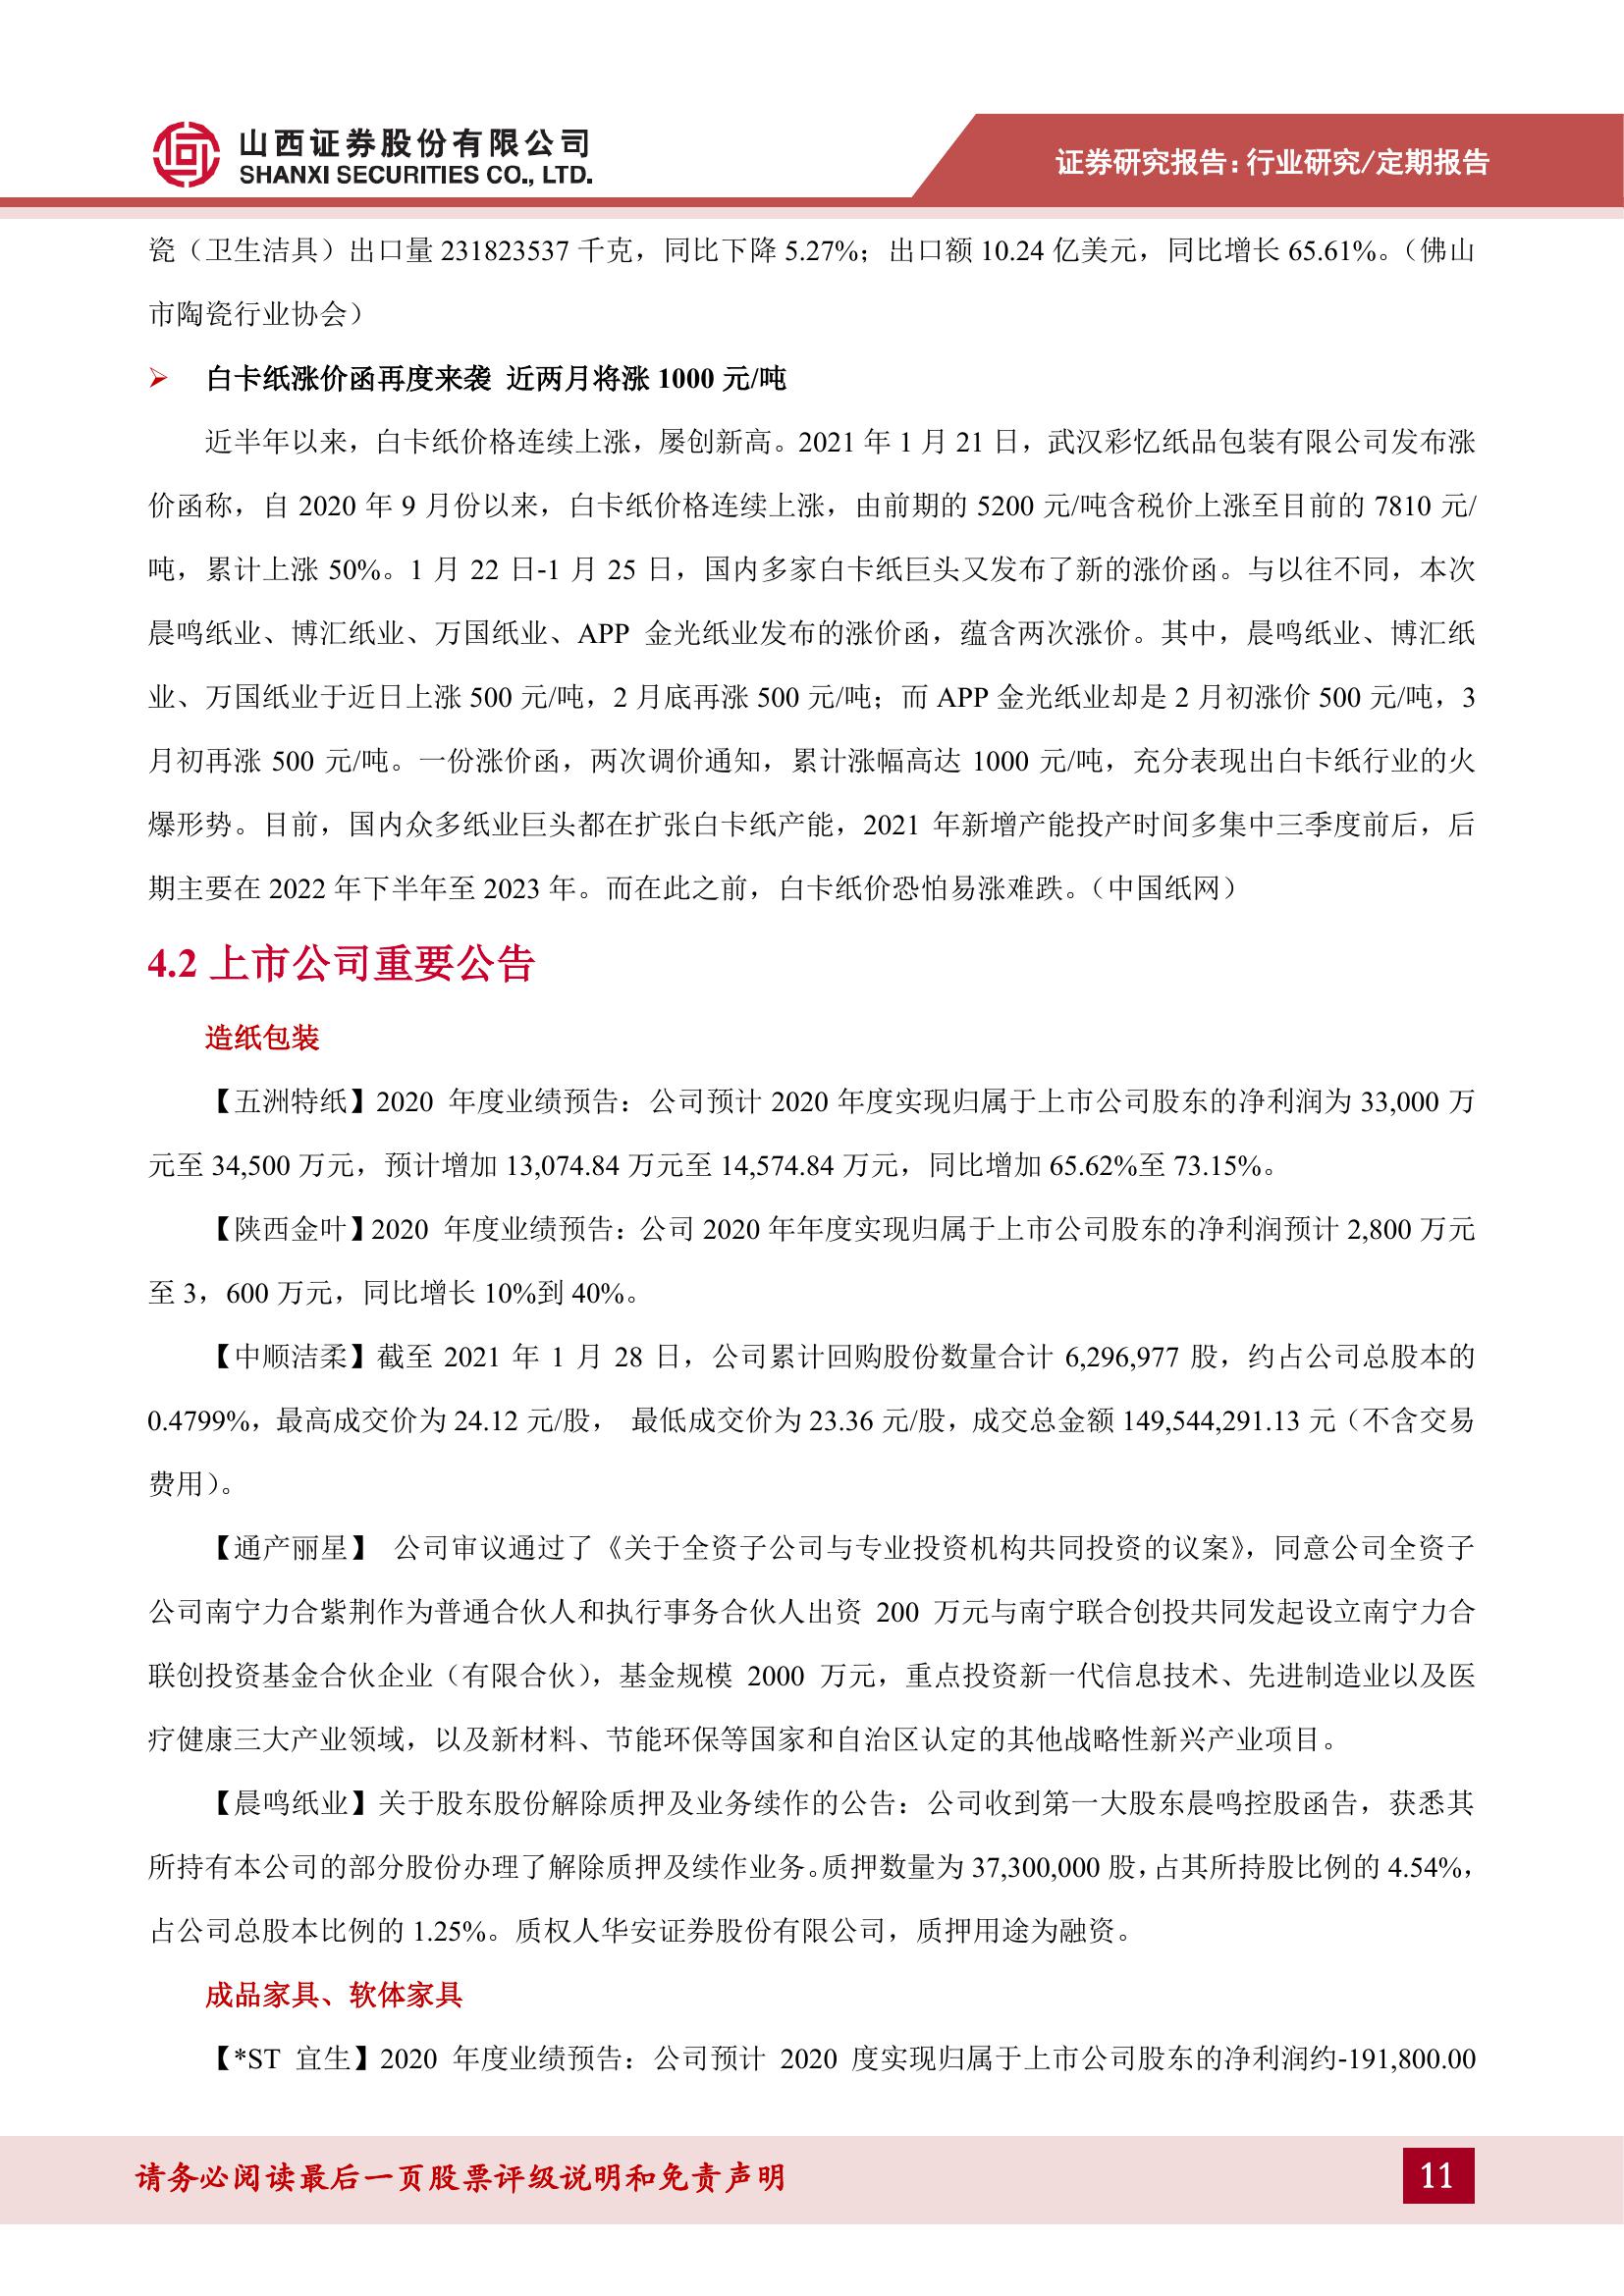 山西证券股份有限公司
SHANXI SECURITIES CO., LTD.
证券研究报告：行业研究/定期报告
瓷（卫生洁具）出口量 231823537 千克，同比下降 5.27%；出口额 10.24 亿美元，同比增长 65.61%。（佛山
市陶瓷行业协会）
➢ 白卡纸涨价函再度来袭 近两月将涨 1000 元/吨
近半年以来，白卡纸价格连续上涨，屡创新高。2021 年 1 月 21 日，武汉彩忆纸品包装有限公司发布涨
价函称，自 2020 年 9 月份以来，白卡纸价格连续上涨，由前期的 5200 元/吨含税价上涨至目前的 7810 元/
吨，累计上涨 50%。1 月 22 日-1 月 25 日，国内多家白卡纸巨头又发布了新的涨价函。与以往不同，本次
晨鸣纸业、博汇纸业、万国纸业、APP 金光纸业发布的涨价函，蕴含两次涨价。其中，晨鸣纸业、博汇纸
业、万国纸业于近日上涨 500 元/吨，2 月底再涨 500 元/吨；而 APP 金光纸业却是 2 月初涨价 500 元/吨，3
月初再涨 500 元/吨。一份涨价函，两次调价通知，累计涨幅高达 1000 元/吨，充分表现出白卡纸行业的火
爆形势。目前，国内众多纸业巨头都在扩张白卡纸产能，2021 年新增产能投产时间多集中三季度前后，后
期主要在 2022 年下半年至 2023 年。而在此之前，白卡纸价恐怕易涨难跌。（中国纸网）
4.2 上市公司重要公告
造纸包装
【五洲特纸】2020 年度业绩预告：公司预计 2020 年度实现归属于上市公司股东的净利润为 33,000 万
元至 34,500 万元，预计增加 13,074.84 万元至 14,574.84 万元，同比增加 65.62%至 73.15%。
【陕西金叶】2020 年度业绩预告：公司 2020 年年度实现归属于上市公司股东的净利润预计 2,800 万元
至 3，600 万元，同比增长 10%到 40%。
【中顺洁柔】截至 2021 年 1 月 28 日，公司累计回购股份数量合计 6,296,977 股，约占公司总股本的
0.4799%，最高成交价为 24.12 元/股， 最低成交价为 23.36 元/股，成交总金额 149,544,291.13 元（不含交易
费用）。
【通产丽星】 公司审议通过了《关于全资子公司与专业投资机构共同投资的议案》，同意公司全资子
公司南宁力合紫荆作为普通合伙人和执行事务合伙人出资 200 万元与南宁联合创投共同发起设立南宁力合
联创投资基金合伙企业（有限合伙），基金规模 2000 万元，重点投资新一代信息技术、先进制造业以及医
疗健康三大产业领域，以及新材料、节能环保等国家和自治区认定的其他战略性新兴产业项目。
【晨鸣纸业】关于股东股份解除质押及业务续作的公告：公司收到第一大股东晨鸣控股函告，获悉其
所持有本公司的部分股份办理了解除质押及续作业务。质押数量为 37,300,000 股，占其所持股比例的 4.54%，
占公司总股本比例的 1.25%。质权人华安证券股份有限公司，质押用途为融资。
成品家具、软体家具
【*ST 宜生】2020 年度业绩预告：公司预计 2020 度实现归属于上市公司股东的净利润约-191,800.00
请务必阅读最后一页股票评级说明和免责声明
11